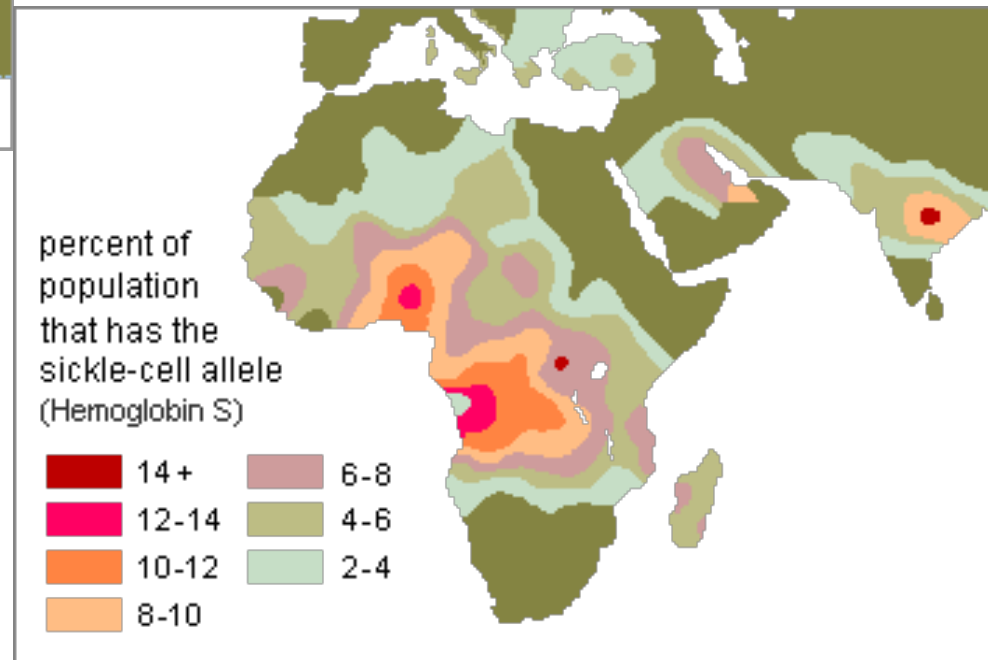 percent of
population
that has the
sickle-cell allele
(Hemoglobin S)
14+
12-14
10-12
8-10
6-8
4-6
2-4